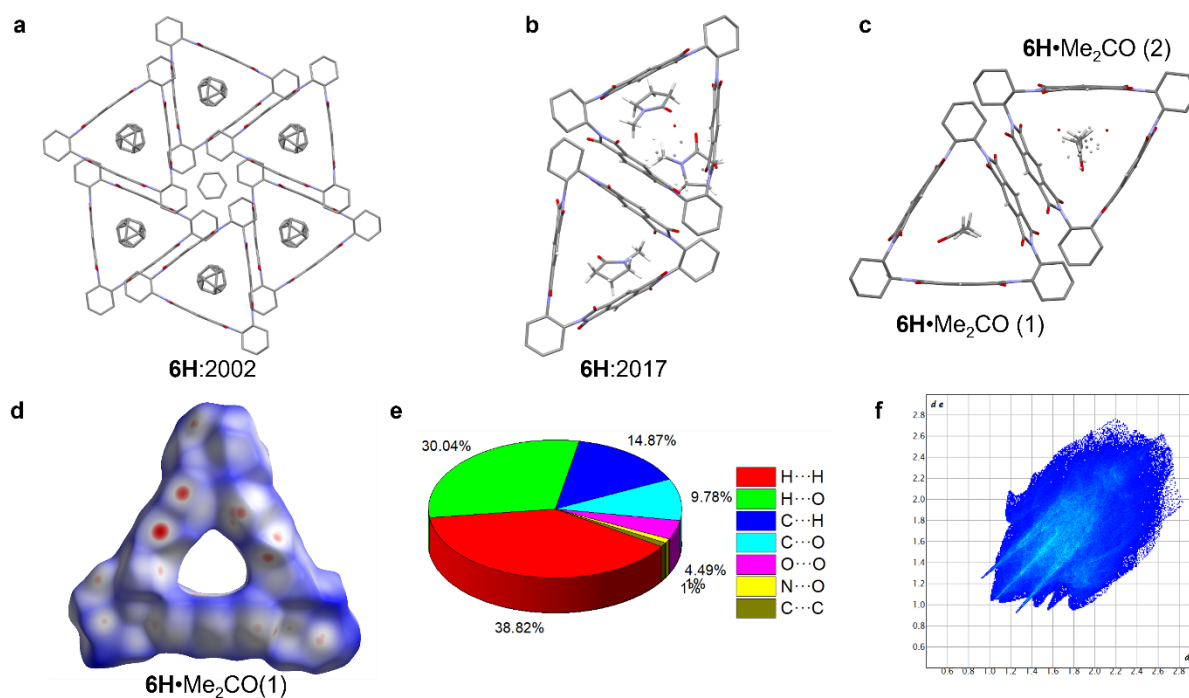 a
b
c
6H•Me₂CO (2)
6H:2002
6H:2017
6H•Me₂CO (1)
d
e
f
30.04%
14.87%
9.78%
4.49%
1%
38.82%
H···H
H···O
C···H
C···O
O···O
N···O
C···C
6H•Me₂CO(1)
d e
2.8
2.6
2.4
2.2
2.0
1.8
1.6
1.4
1.2
1.0
0.8
0.6
0.6 0.8 1.0 1.2 1.4 1.6 1.8 2.0 2.2 2.4 2.6 2.8
d